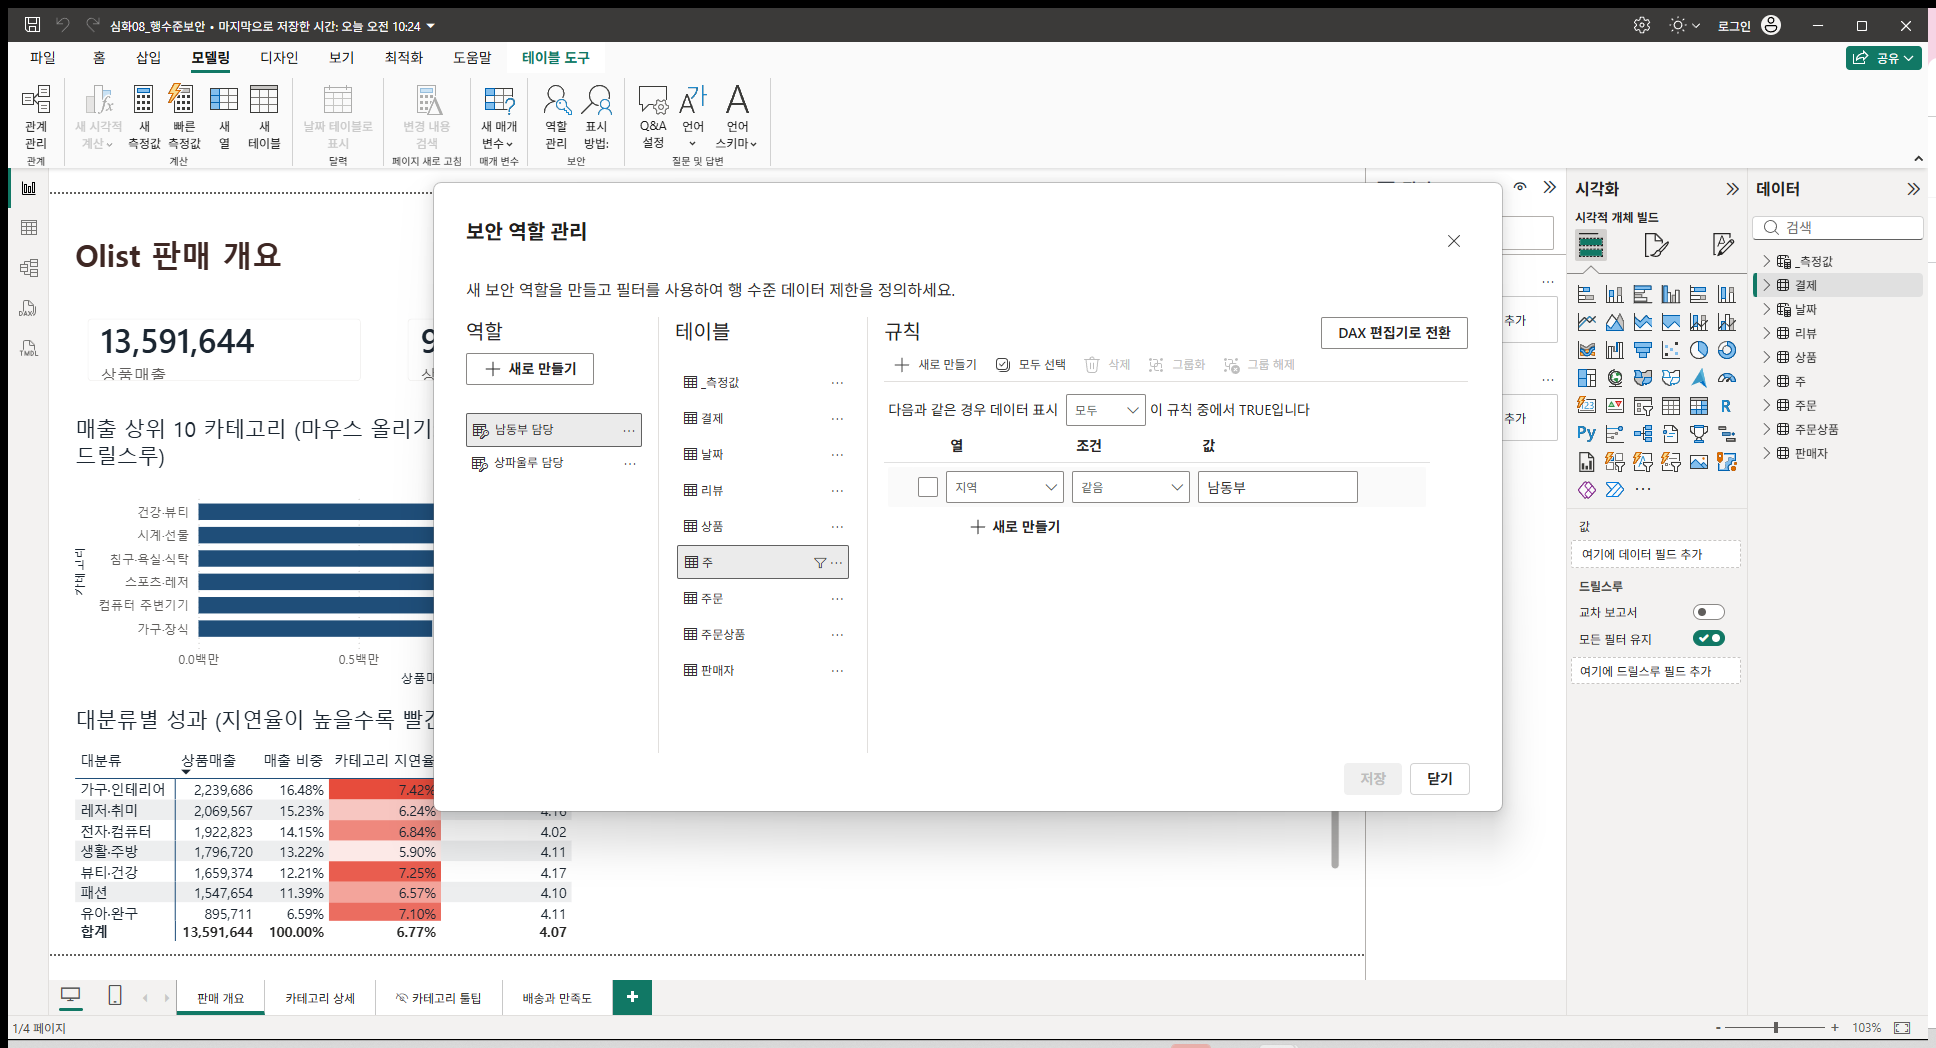 심화08_행수준보안 • 마지막으로 저장한 시간: 오늘 오전 10:24
로그인
파일 홈 삽입 모델링 디자인 보기 최적화 도움말 테이블 도구
공유
관계 관리
새 시각적 계산
새 측정값
빠른 측정값
새 열
새 테이블
날짜 테이블로 표시
변경 내용 검색
새 매개 변수
역할 관리
표시 방법:
Q&A 설정
언어
언어 스키마
관계 계산 달력 페이지 새로 고침 매개 변수 보안 질문 및 답변
Olist 판매 개요
13,591,644
상품매출
9
매출 상위 10 카테고리 (마우스 올리기
드릴스루)
카테고리
건강·뷰티
시계·선물
침구·욕실·식탁
스포츠·레저
컴퓨터 주변기기
가구·장식
0.0백만 0.5백만
대분류별 성과 (지연율이 높을수록 빨간
대분류 상품매출 매출 비중 카테고리 지연율
가구·인테리어 2,239,686 16.48% 7.42%
레저·취미 2,069,567 15.23% 6.24% 4.16
전자·컴퓨터 1,922,823 14.15% 6.84% 4.02
생활·주방 1,796,720 13.22% 5.90% 4.11
뷰티·건강 1,659,374 12.21% 7.25% 4.17
패션 1,547,654 11.39% 6.57% 4.10
유아·완구 895,711 6.59% 7.10% 4.11
합계 13,591,644 100.00% 6.77% 4.07
보안 역할 관리
새 보안 역할을 만들고 필터를 사용하여 행 수준 데이터 제한을 정의하세요.
역할
새로 만들기
남동부 담당
상파울루 담당
테이블
_측정값
결제
날짜
리뷰
상품
주
주문
주문상품
판매자
규칙
DAX 편집기로 전환
새로 만들기 모두 선택 삭제 그룹화 그룹 해제
다음과 같은 경우 데이터 표시 모두 이 규칙 중에서 TRUE입니다
열 조건 값
지역 같음 남동부
새로 만들기
저장 닫기
추가
추가
시각화
시각적 개체 빌드
값
여기에 데이터 필드 추가
드릴스루
교차 보고서
모든 필터 유지
여기에 드릴스루 필드 추가
데이터
검색
_측정값
결제
날짜
리뷰
상품
주
주문
주문상품
판매자
판매 개요 카테고리 상세 카테고리 툴팁 배송과 만족도
1/4 페이지
103%